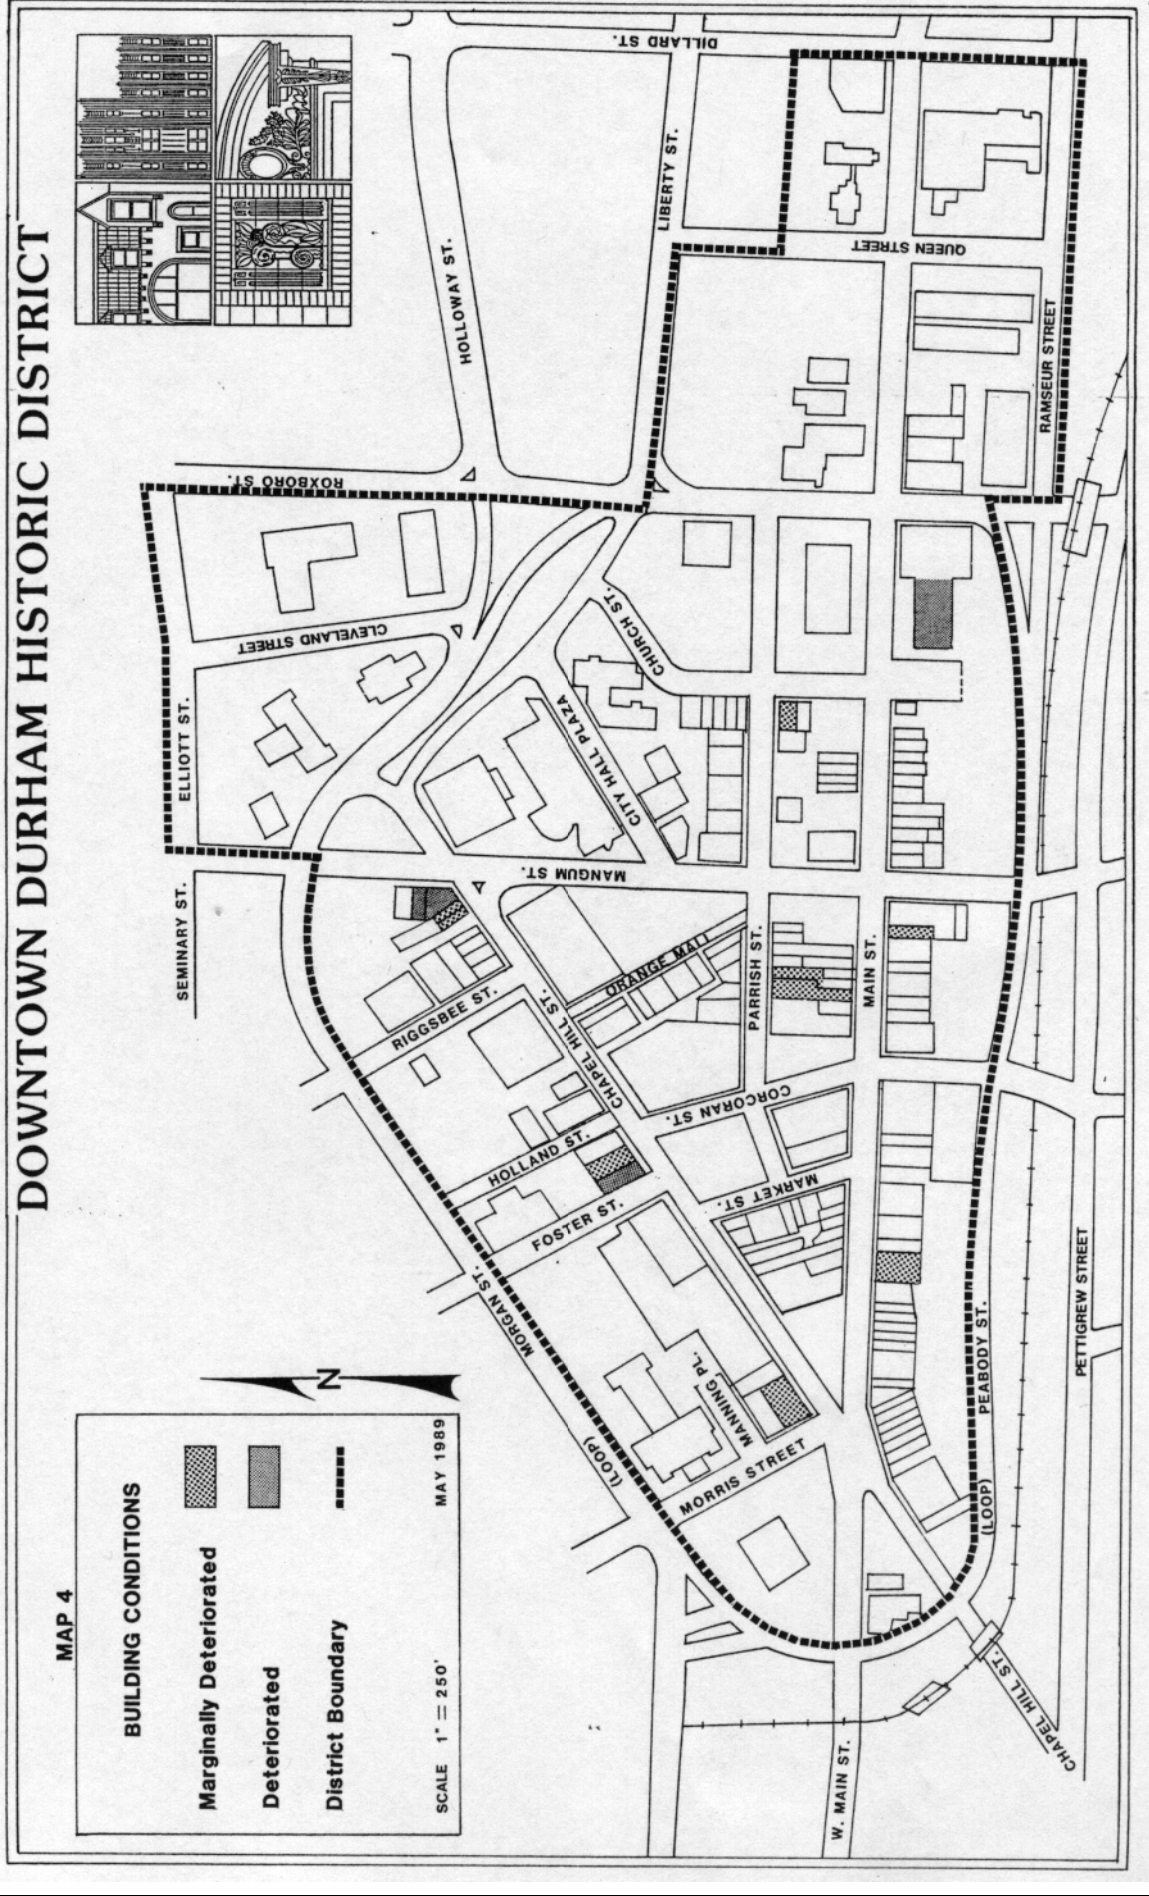 DOWNTOWN DURHAM HISTORIC DISTRICT
MAP 4
BUILDING CONDITIONS
Marginally Deteriorated
Deteriorated
District Boundary
SCALE 1" = 250'
MAY 1989
N
SEMINARY ST.
ELLIOTT ST.
ROXBORO ST.
CLEVELAND STREET
HOLLOWAY ST.
DILLARD ST.
LIBERTY ST.
QUEEN STREET
RAMSEUR STREET
CHURCH ST.
CITY HALL PLAZA
MANGUM ST.
RIGGSBEE ST.
CHAPEL HILL ST.
ORANGE MALL
PARRISH ST.
MAIN ST.
HOLLAND ST.
FOSTER ST.
CORCORAN ST.
MARKET ST.
MORGAN ST.
(LOOP)
MANNING PL.
MORRIS STREET
PEABODY ST.
(LOOP)
PETTIGREW STREET
W. MAIN ST.
CHAPEL HILL ST.